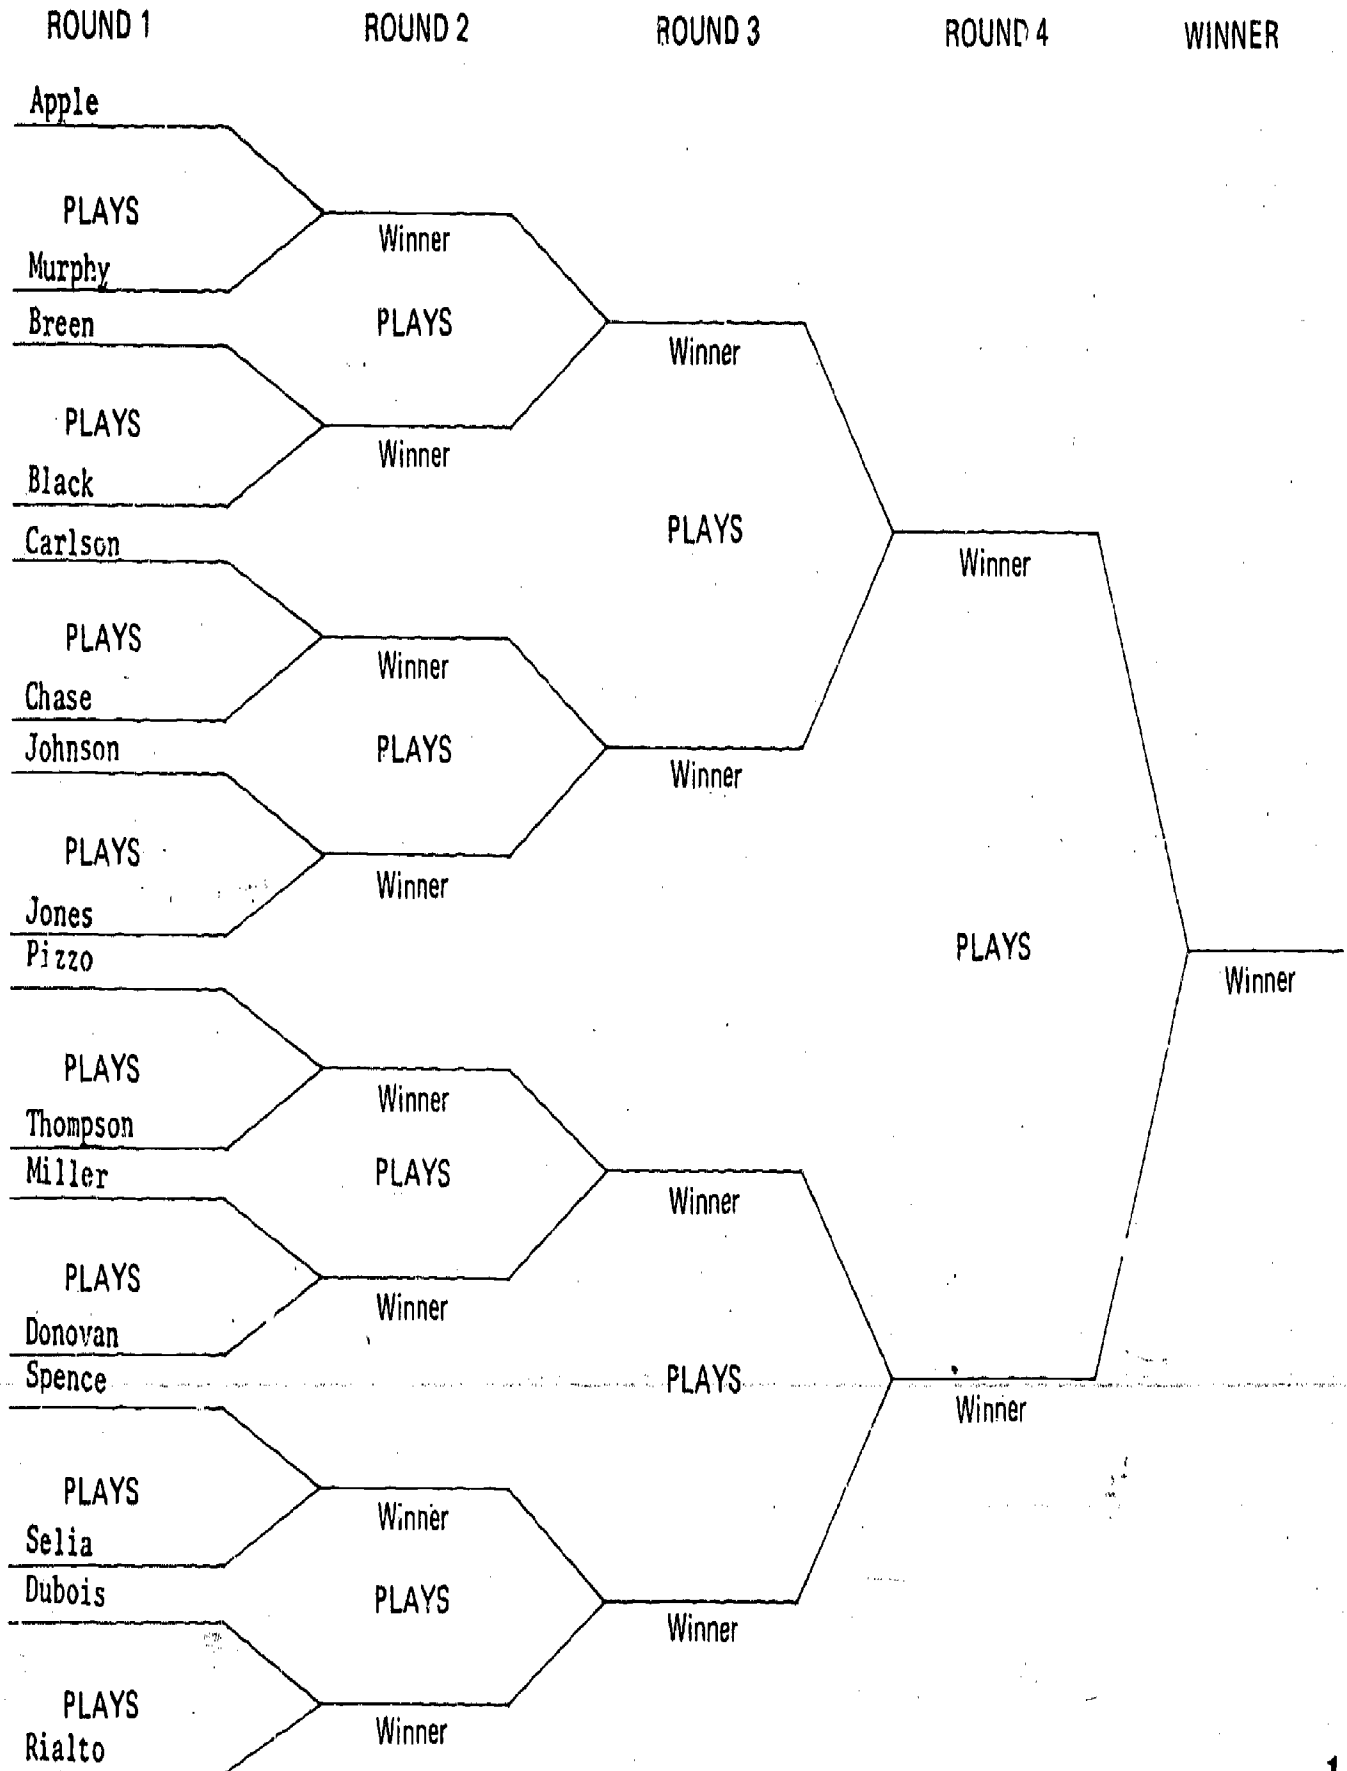 ROUND 1 ROUND 2 ROUND 3 ROUND 4 WINNER
Apple
PLAYS
Winner
Murphy
Breen
PLAYS
Winner
PLAYS
Winner
Black
Carlson
PLAYS
Winner
PLAYS
Winner
Chase
Johnson
PLAYS
Winner
PLAYS
Winner
Jones
Pizzo
PLAYS
Winner
PLAYS
Winner
Thompson
Miller
PLAYS
Winner
PLAYS
Winner
Donovan
Spence
PLAYS
Winner
PLAYS
Winner
Selia
Dubois
PLAYS
Winner
PLAYS
Winner
Rialto
1